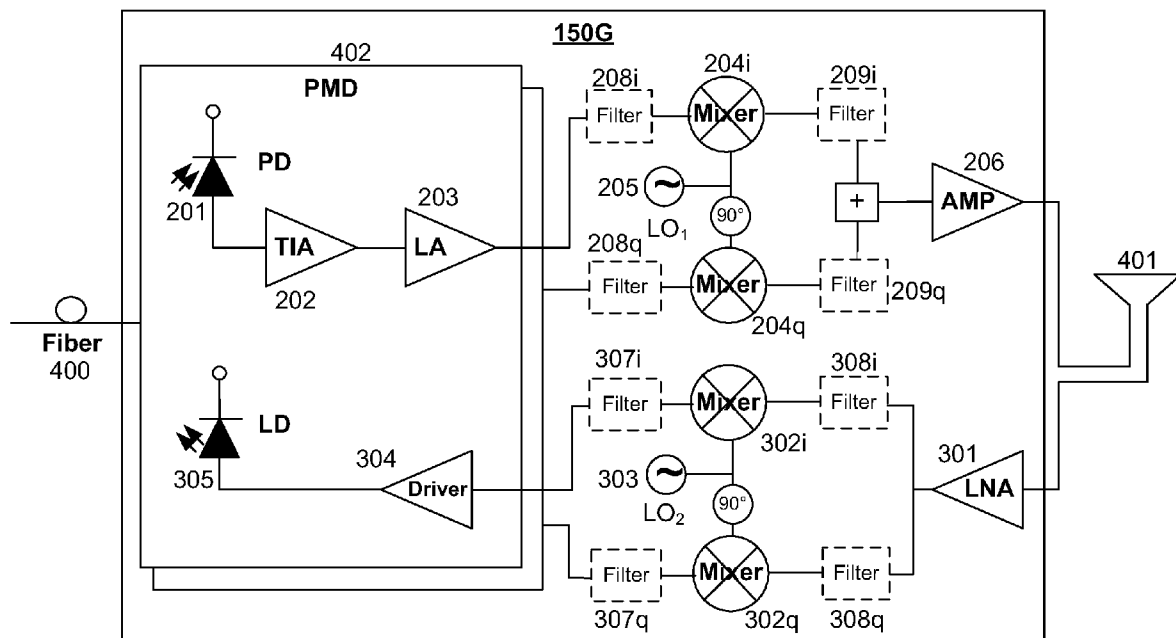 150G
402
PMD
PD
201
TIA
202
203
LA
LD
305
304
Driver
Fiber
400
208i
Filter
204i
Mixer
209i
Filter
205
~
LO₁
90°
+
206
AMP
208q
Filter
Mixer
204q
Filter
209q
401
307i
Filter
Mixer
302i
308i
Filter
303
~
LO₂
90°
301
LNA
Filter
307q
Mixer
302q
Filter
308q